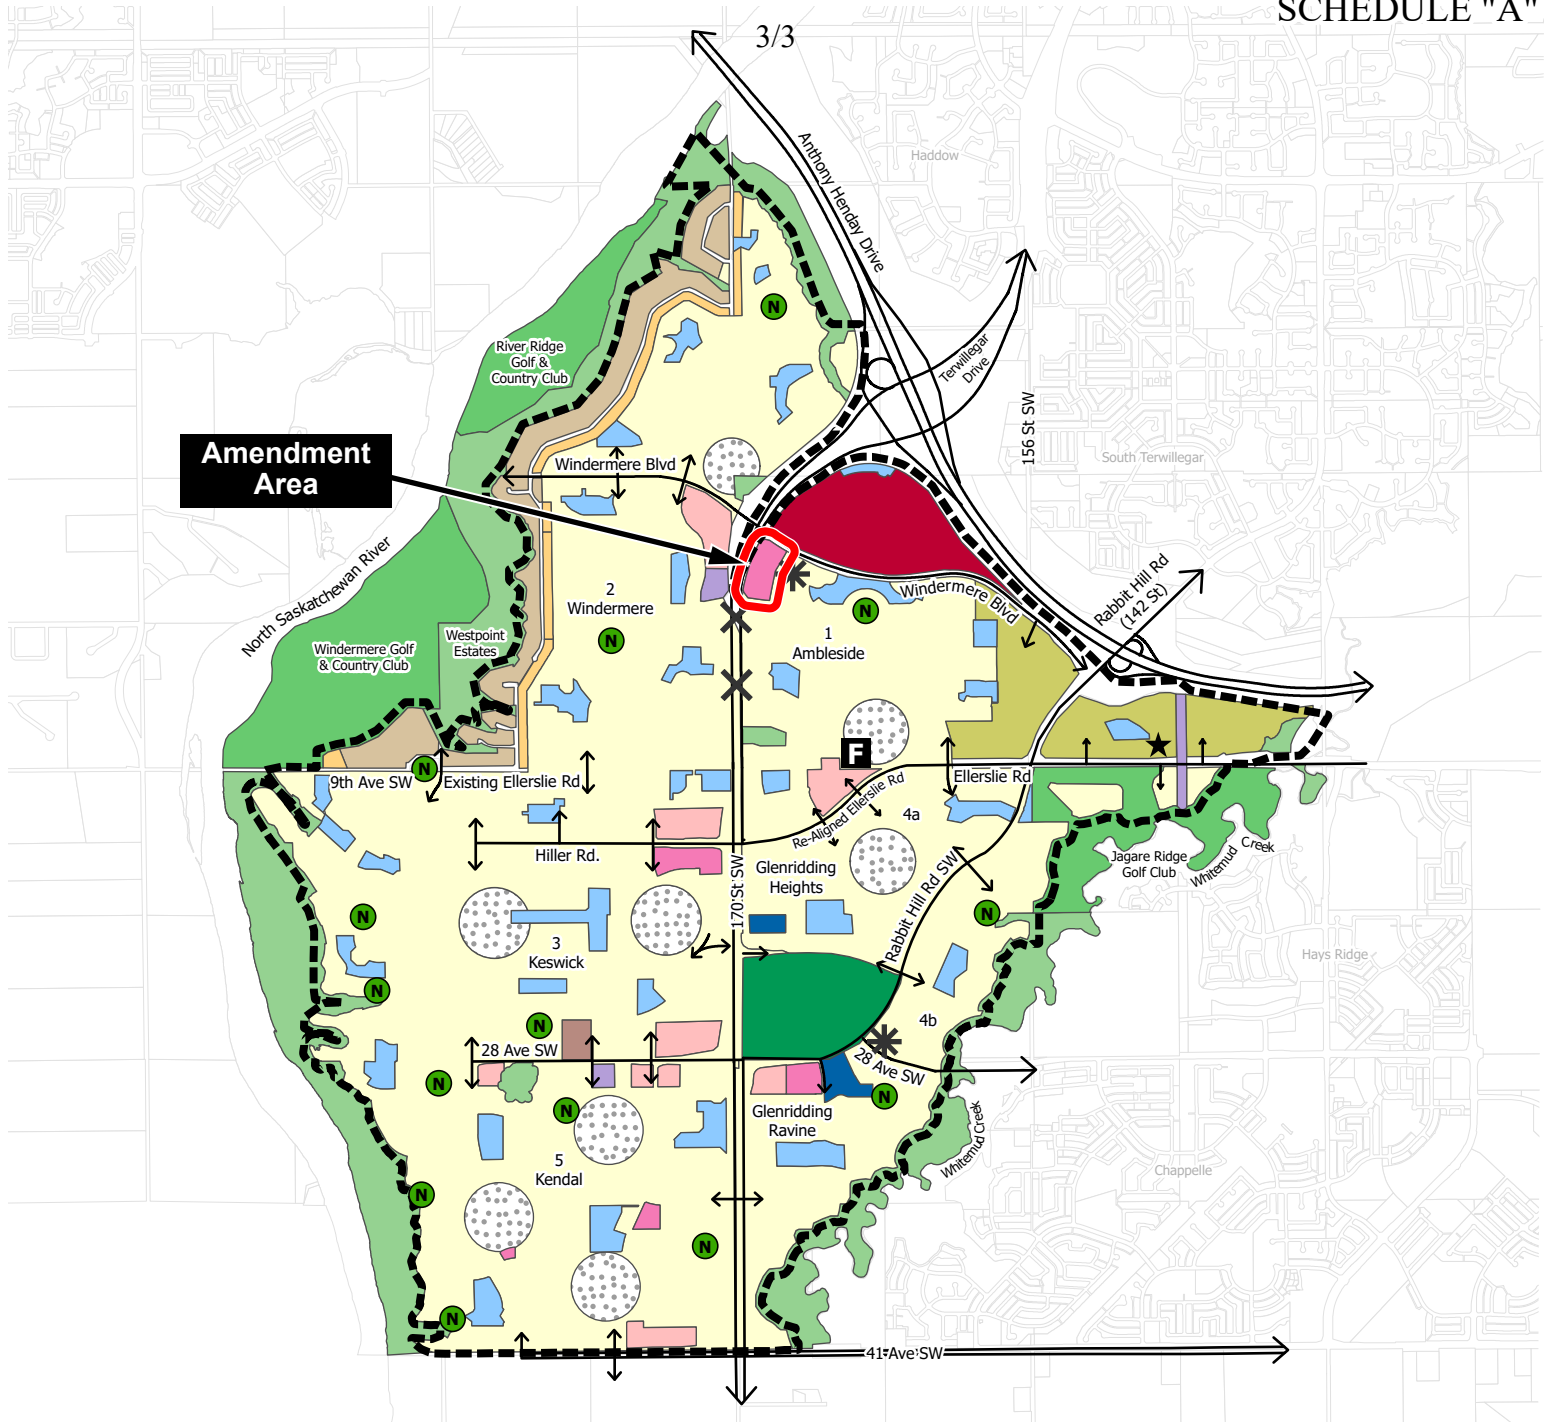 SCHEDULE "A"
3/3
Anthony Henday Drive
Haddow
Terwillegar
Drive
156 St SW
South Terwillegar
River Ridge
Golf &
Country Club
Amendment
Area
Windermere Blvd
North Saskatchewan River
Windermere Golf
& Country Club
Westpoint
Estates
2
Windermere
N
N
N
1
Ambleside
Windermere Blvd
Rabbit Hill Rd
(142 St)
F
9th Ave SW
N
Existing Ellerslie Rd
Ellerslie Rd
Re-Aligned Ellerslie Rd
4a
Hiller Rd.
170 St SW
Glenridding
Heights
Rabbit Hill Rd SW
Jagare Ridge
Golf Club
Whitemud Creek
N
N
3
Keswick
N
Hays Ridge
N
28 Ave SW
4b
28 Ave SW
N
N
N
Glenridding
Ravine
Whitemud Creek
5
Kendal
Chappelle
N
N
N
41 Ave SW